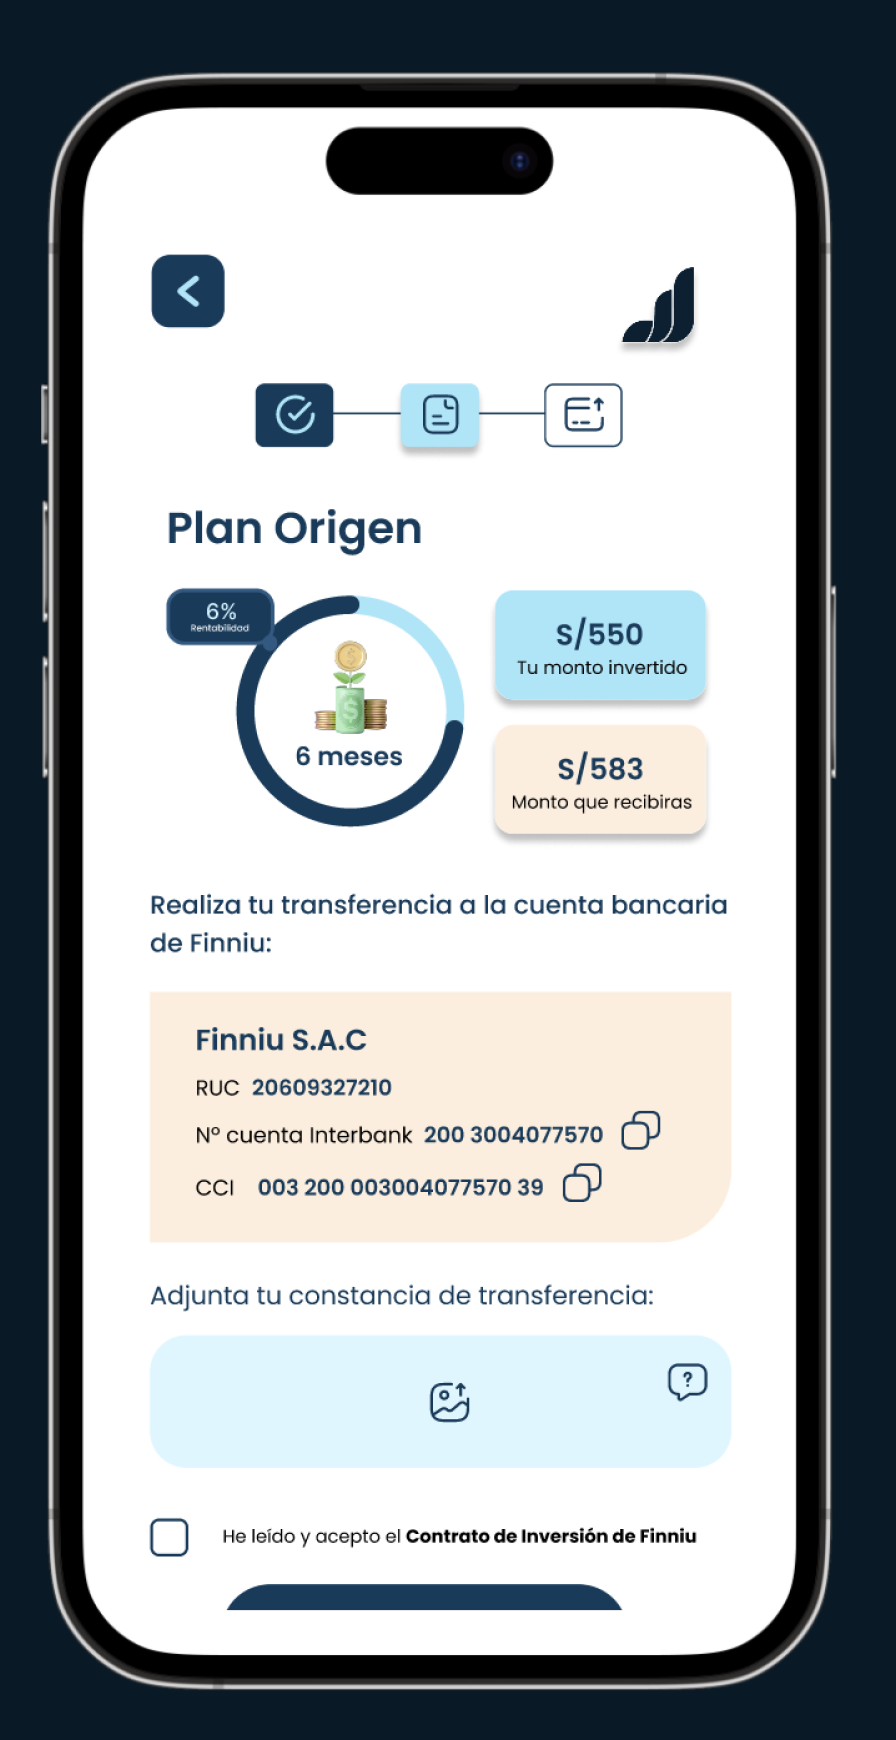 Plan Origen
6%
Rentabilidad
6 meses
S/550
Tu monto invertido
S/583
Monto que recibiras
Realiza tu transferencia a la cuenta bancaria
de Finniu:
Finniu S.A.C
RUC 20609327210
Nº cuenta Interbank 200 3004077570
CCI 003 200 003004077570 39
Adjunta tu constancia de transferencia:
He leído y acepto el Contrato de Inversión de Finniu